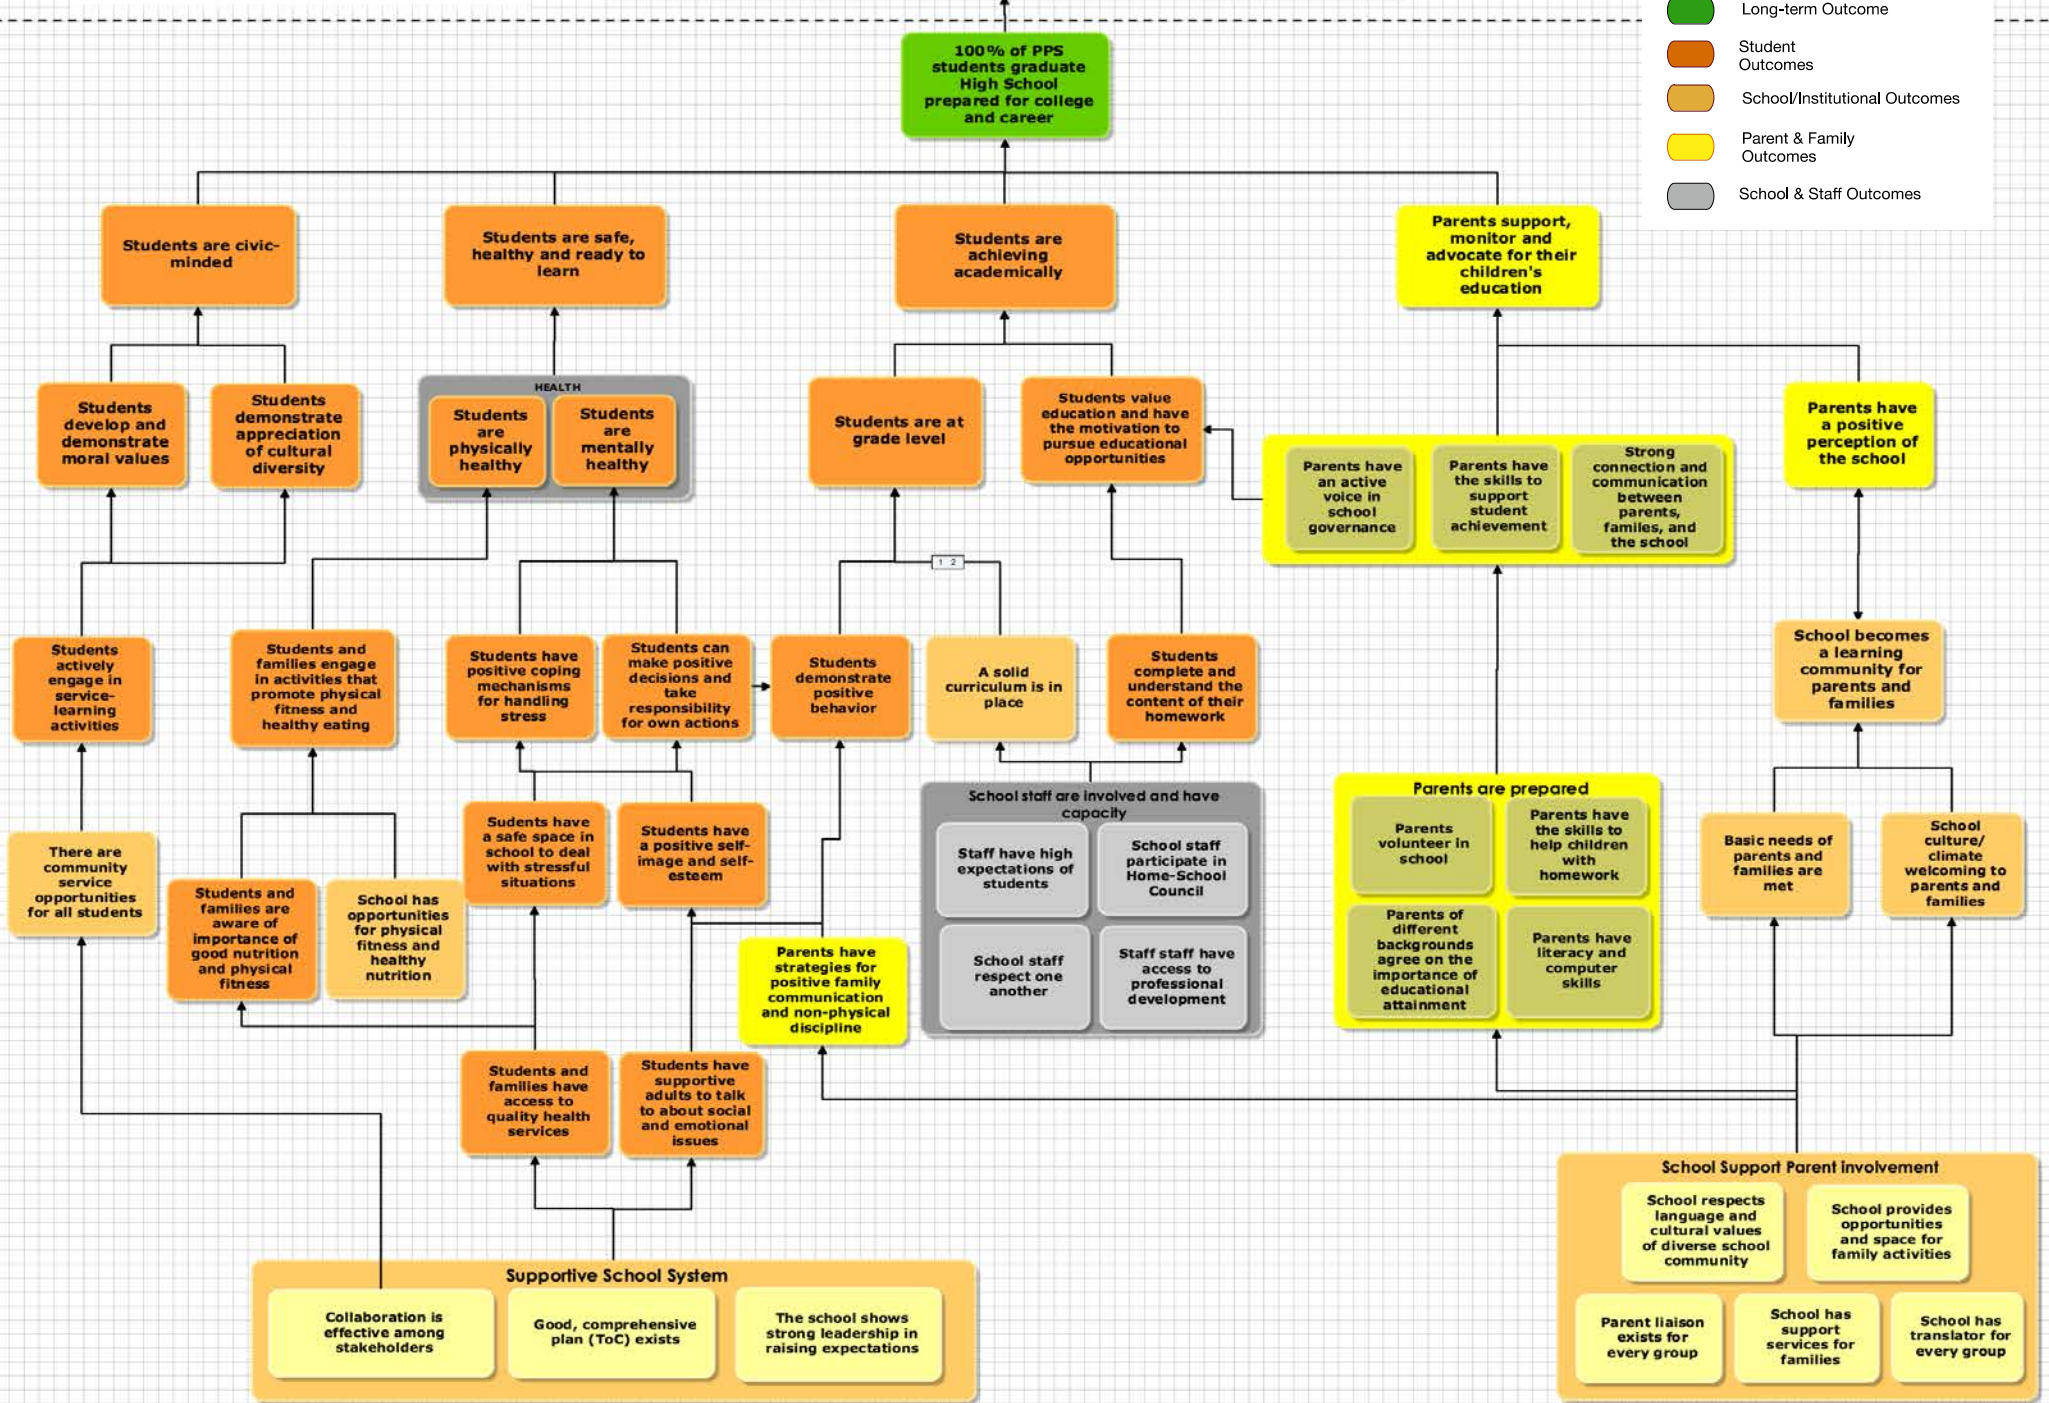 Long-term Outcome
Student
Outcomes
School/Institutional Outcomes
Parent & Family
Outcomes
School & Staff Outcomes
100% of PPS
students graduate
High School
prepared for college
and career
Students are civic-
minded
Students are safe,
healthy and ready to
learn
Students are
achieving
academically
Parents support,
monitor and
advocate for their
children's
education
Students
develop and
demonstrate
moral values
Students
demonstrate
appreciation
of cultural
diversity
HEALTH
Students
are
physically
healthy
Students
are
mentally
healthy
Students are at
grade level
Students value
education and have
the motivation to
pursue educational
opportunities
Parents have
an active
voice in
school
governance
Parents have
the skills to
support
student
achievement
Strong
connection and
communication
between
parents,
familes, and
the school
Parents have
a positive
perception of
the school
1 2
Students
actively
engage in
service-
learning
activities
Students and
families engage
in activities that
promote physical
fitness and
healthy eating
Students have
positive coping
mechanisms
for handling
stress
Students can
make positive
decisions and
take
responsibility
for own actions
Students
demonstrate
positive
behavior
A solid
curriculum is in
place
Students
complete and
understand the
content of their
homework
School becomes
a learning
community for
parents and
families
There are
community
service
opportunities
for all students
Students and
families are
aware of
importance of
good nutrition
and physical
fitness
School has
opportunities
for physical
fitness and
healthy
nutrition
Sudents have
a safe space in
school to deal
with stressful
situations
Students have
a positive self-
image and self-
esteem
Parents have
strategies for
positive family
communication
and non-physical
discipline
School staff are involved and have
capacity
Staff have high
expectations of
students
School staff
participate in
Home-School
Council
School staff
respect one
another
Staff staff have
access to
professional
development
Parents are prepared
Parents
volunteer in
school
Parents have
the skills to
help children
with
homework
Parents of
different
backgrounds
agree on the
importance of
educational
attainment
Parents have
literacy and
computer
skills
Basic needs of
parents and
families are
met
School
culture/
climate
welcoming to
parents and
families
Students and
families have
access to
quality health
services
Students have
supportive
adults to talk
to about social
and emotional
issues
Supportive School System
Collaboration is
effective among
stakeholders
Good, comprehensive
plan (ToC) exists
The school shows
strong leadership in
raising expectations
School Support Parent involvement
School respects
language and
cultural values
of diverse school
community
School provides
opportunities
and space for
family activities
Parent liaison
exists for
every group
School has
support
services for
families
School has
translator for
every group